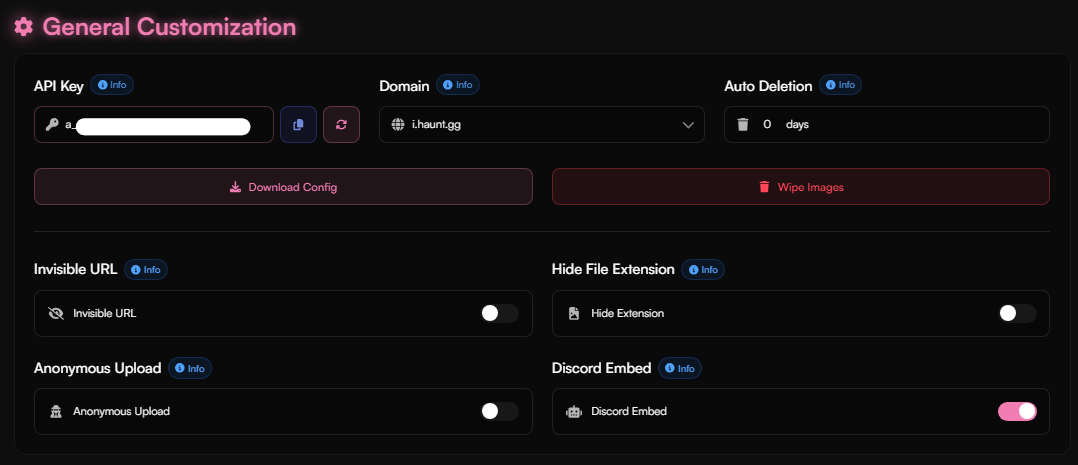 General Customization
API Key Info Domain Info Auto Deletion Info
a_ i.haunt.gg 0 days
Download Config Wipe Images
Invisible URL Info Hide File Extension Info
Invisible URL Hide Extension
Anonymous Upload Info Discord Embed Info
Anonymous Upload Discord Embed